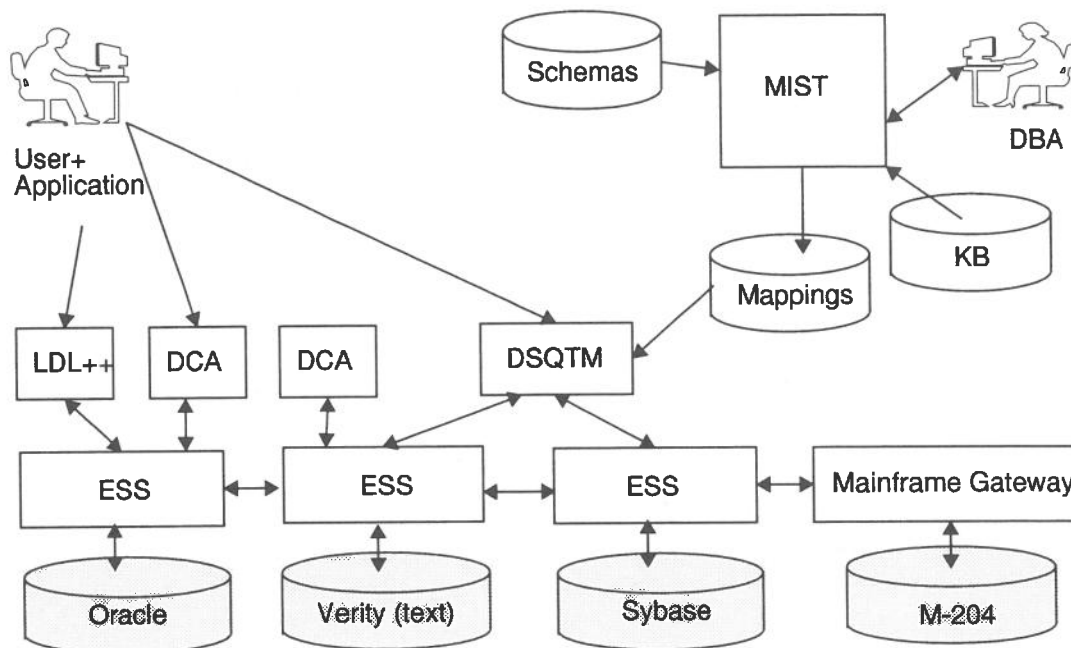 Schemas
MIST
User+
Application
DBA
KB
Mappings
LDL++
DCA
DCA
DSQTM
ESS
ESS
ESS
Mainframe Gateway
Oracle
Verity (text)
Sybase
M-204